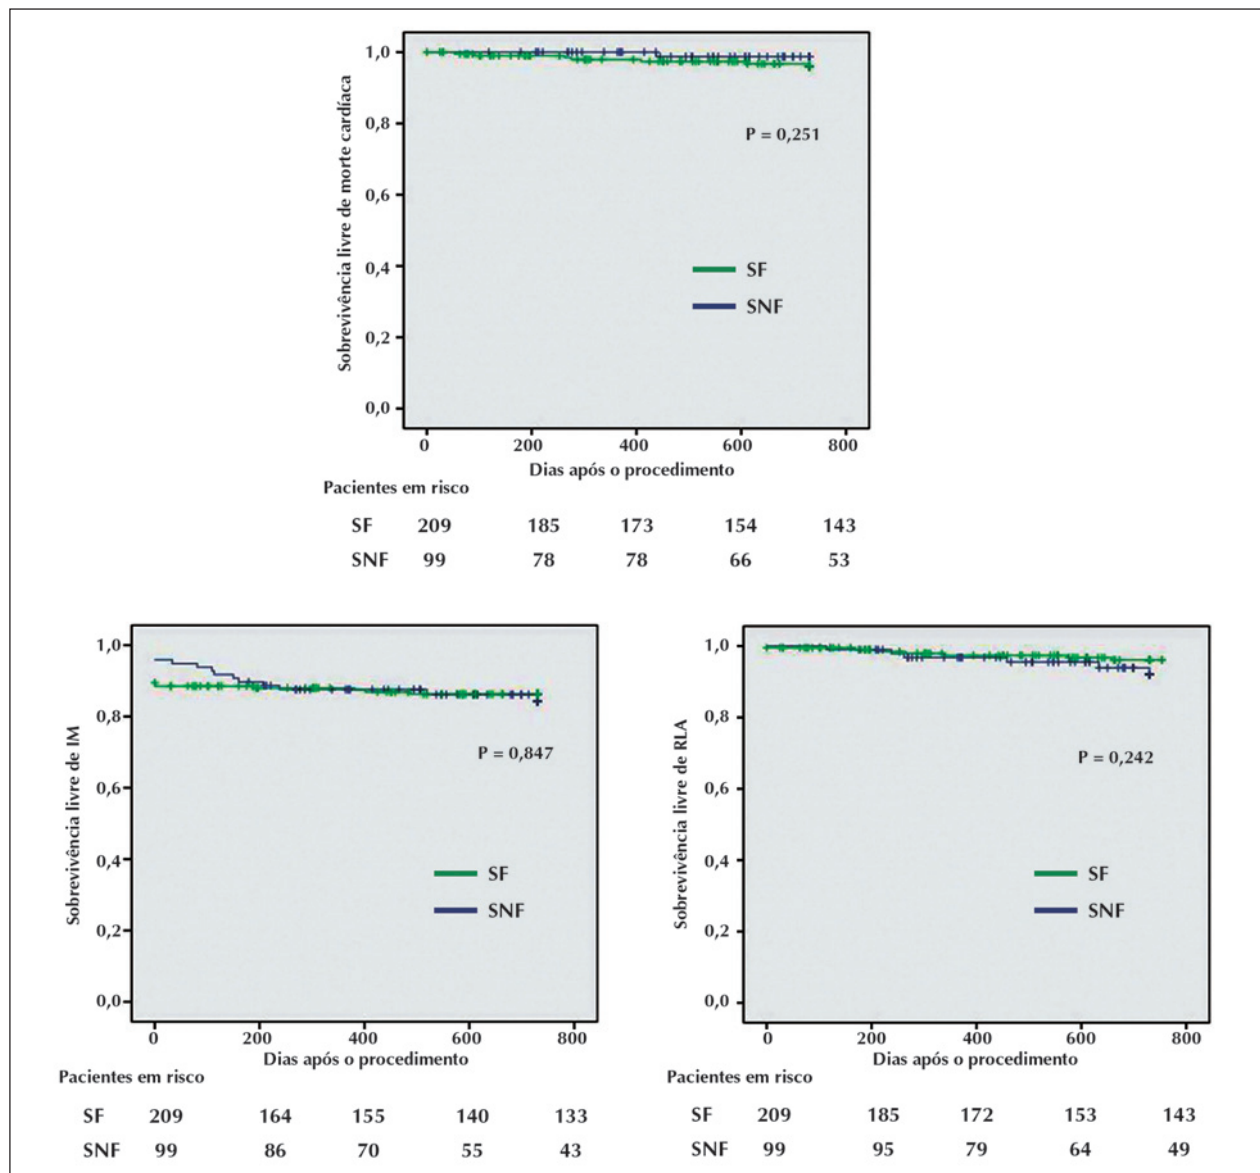 Sobrevivência livre de morte cardíaca
1,0
0,8
0,6
0,4
0,2
0,0
P = 0,251
SF
SNF
0 200 400 600 800
Dias após o procedimento
Pacientes em risco
SF 209 185 173 154 143
SNF 99 78 78 66 53
Sobrevivência livre de IM
1,0
0,8
0,6
0,4
0,2
0,0
P = 0,847
SF
SNF
0 200 400 600 800
Dias após o procedimento
Pacientes em risco
SF 209 164 155 140 133
SNF 99 86 70 55 43
Sobrevivência livre de RLA
1,0
0,8
0,6
0,4
0,2
0,0
P = 0,242
SF
SNF
0 200 400 600 800
Dias após o procedimento
Pacientes em risco
SF 209 185 172 153 143
SNF 99 95 79 64 49